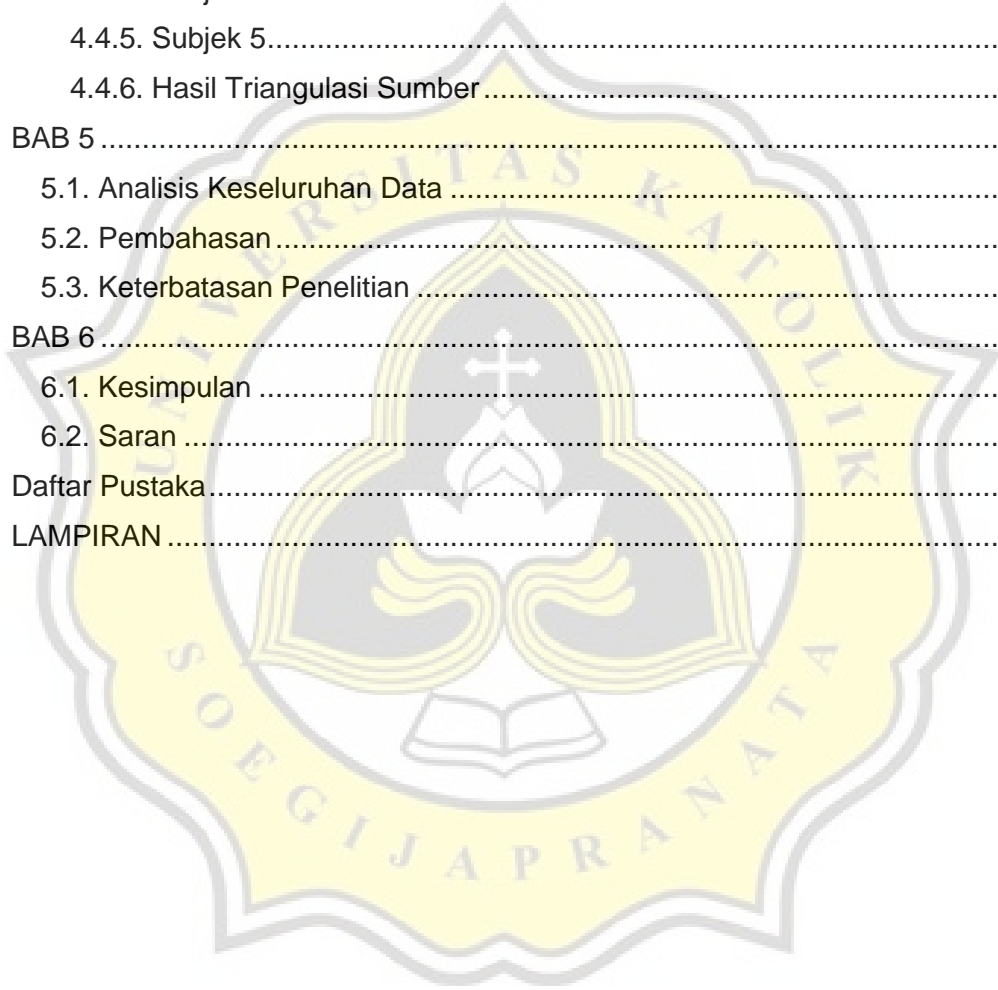 4.4.5. Subjek 5........................................................................................
4.4.6. Hasil Triangulasi Sumber..............................................................
BAB 5............................................................................................................
5.1. Analisis Keseluruhan Data..................................................................
5.2. Pembahasan.......................................................................................
5.3. Keterbatasan Penelitian......................................................................
BAB 6............................................................................................................
6.1. Kesimpulan.........................................................................................
6.2. Saran..................................................................................................
Daftar Pustaka...............................................................................................
LAMPIRAN....................................................................................................
UNIVERSITAS KATOLIK
SOEGIJAPRANATA